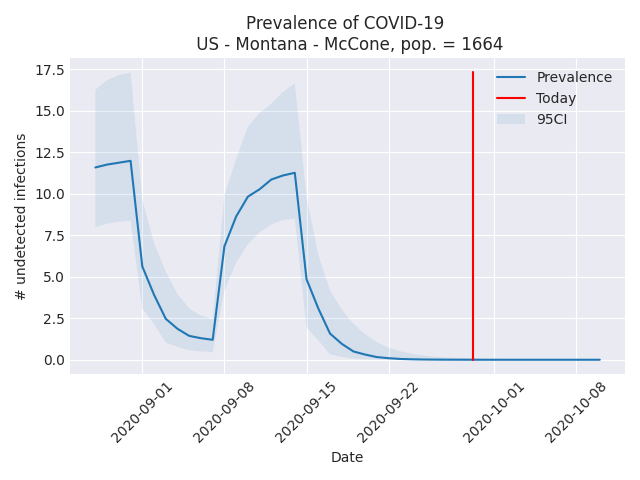 Prevalence of COVID-19
US - Montana - McCone, pop. = 1664
17.5
15.0
12.5
10.0
7.5
5.0
2.5
0.0
# undetected infections
Prevalence
Today
95CI
2020-09-01
2020-09-08
2020-09-15
2020-09-22
2020-10-01
2020-10-08
Date